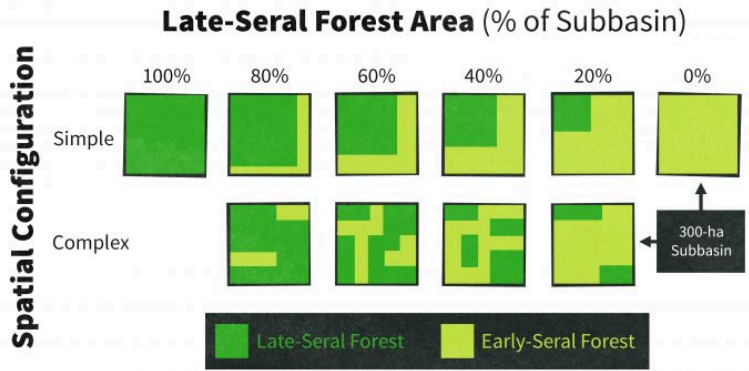 Late-Seral Forest Area (% of Subbasin)
100% 80% 60% 40% 20% 0%
Spatial Configuration
Simple
Complex
300-ha
Subbasin
Late-Seral Forest
Early-Seral Forest